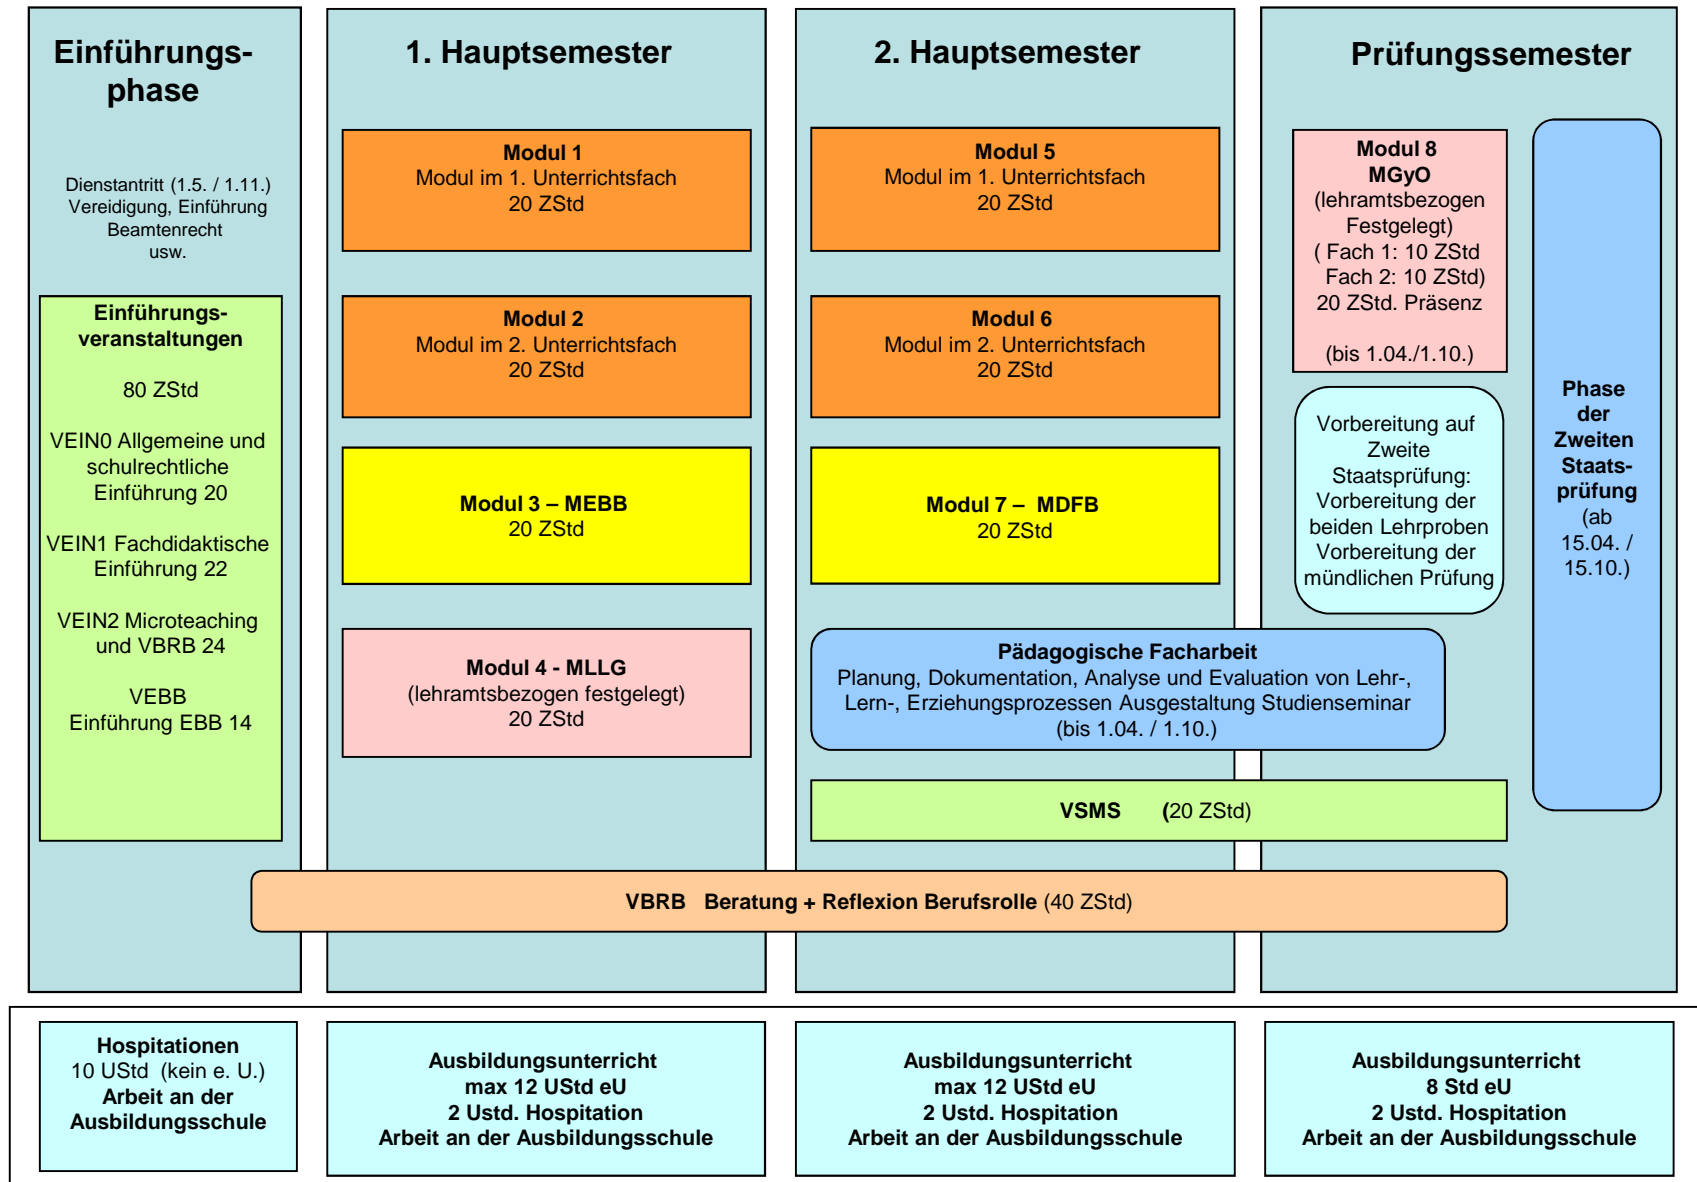 Einführungs-
phase
Dienstantritt (1.5. / 1.11.)
Vereidigung, Einführung
Beamtenrecht
usw.
Einführungs-
veranstaltungen
80 ZStd
VEIN0 Allgemeine und
schulrechtliche
Einführung 20
VEIN1 Fachdidaktische
Einführung 22
VEIN2 Microteaching
und VBRB 24
VEBB
Einführung EBB 14
1. Hauptsemester
Modul 1
Modul im 1. Unterrichtsfach
20 ZStd
Modul 2
Modul im 2. Unterrichtsfach
20 ZStd
Modul 3 – MEBB
20 ZStd
Modul 4 - MLLG
(lehramtsbezogen festgelegt)
20 ZStd
2. Hauptsemester
Modul 5
Modul im 1. Unterrichtsfach
20 ZStd
Modul 6
Modul im 2. Unterrichtsfach
20 ZStd
Modul 7 – MDFB
20 ZStd
Prüfungssemester
Modul 8
MGyO
(lehramtsbezogen
Festgelegt)
( Fach 1: 10 ZStd
Fach 2: 10 ZStd)
20 ZStd. Präsenz
(bis 1.04./1.10.)
Vorbereitung auf
Zweite
Staatsprüfung:
Vorbereitung der
beiden Lehrproben
Vorbereitung der
mündlichen Prüfung
Phase
der
Zweiten
Staats-
prüfung
(ab
15.04. /
15.10.)
Pädagogische Facharbeit
Planung, Dokumentation, Analyse und Evaluation von Lehr-,
Lern-, Erziehungsprozessen Ausgestaltung Studienseminar
(bis 1.04. / 1.10.)
VSMS (20 ZStd)
VBRB Beratung + Reflexion Berufsrolle (40 ZStd)
Hospitationen
10 UStd (kein e. U.)
Arbeit an der
Ausbildungsschule
Ausbildungsunterricht
max 12 UStd eU
2 Ustd. Hospitation
Arbeit an der Ausbildungsschule
Ausbildungsunterricht
max 12 UStd eU
2 Ustd. Hospitation
Arbeit an der Ausbildungsschule
Ausbildungsunterricht
8 Std eU
2 Ustd. Hospitation
Arbeit an der Ausbildungsschule